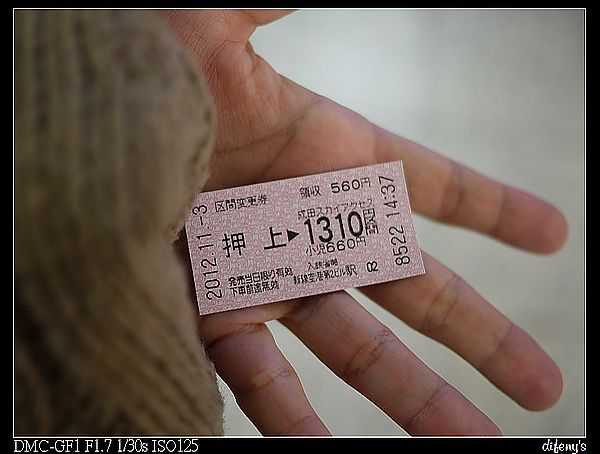 区間変更券 領収 560円
成田スカイアクセス
押上▶1310円区間
小児660円
発売当日限り有効
下車前途無効
2012.11.-3
8522 14:37
02
DMC-GF1 F1.7 1/30s ISO125
difeny's